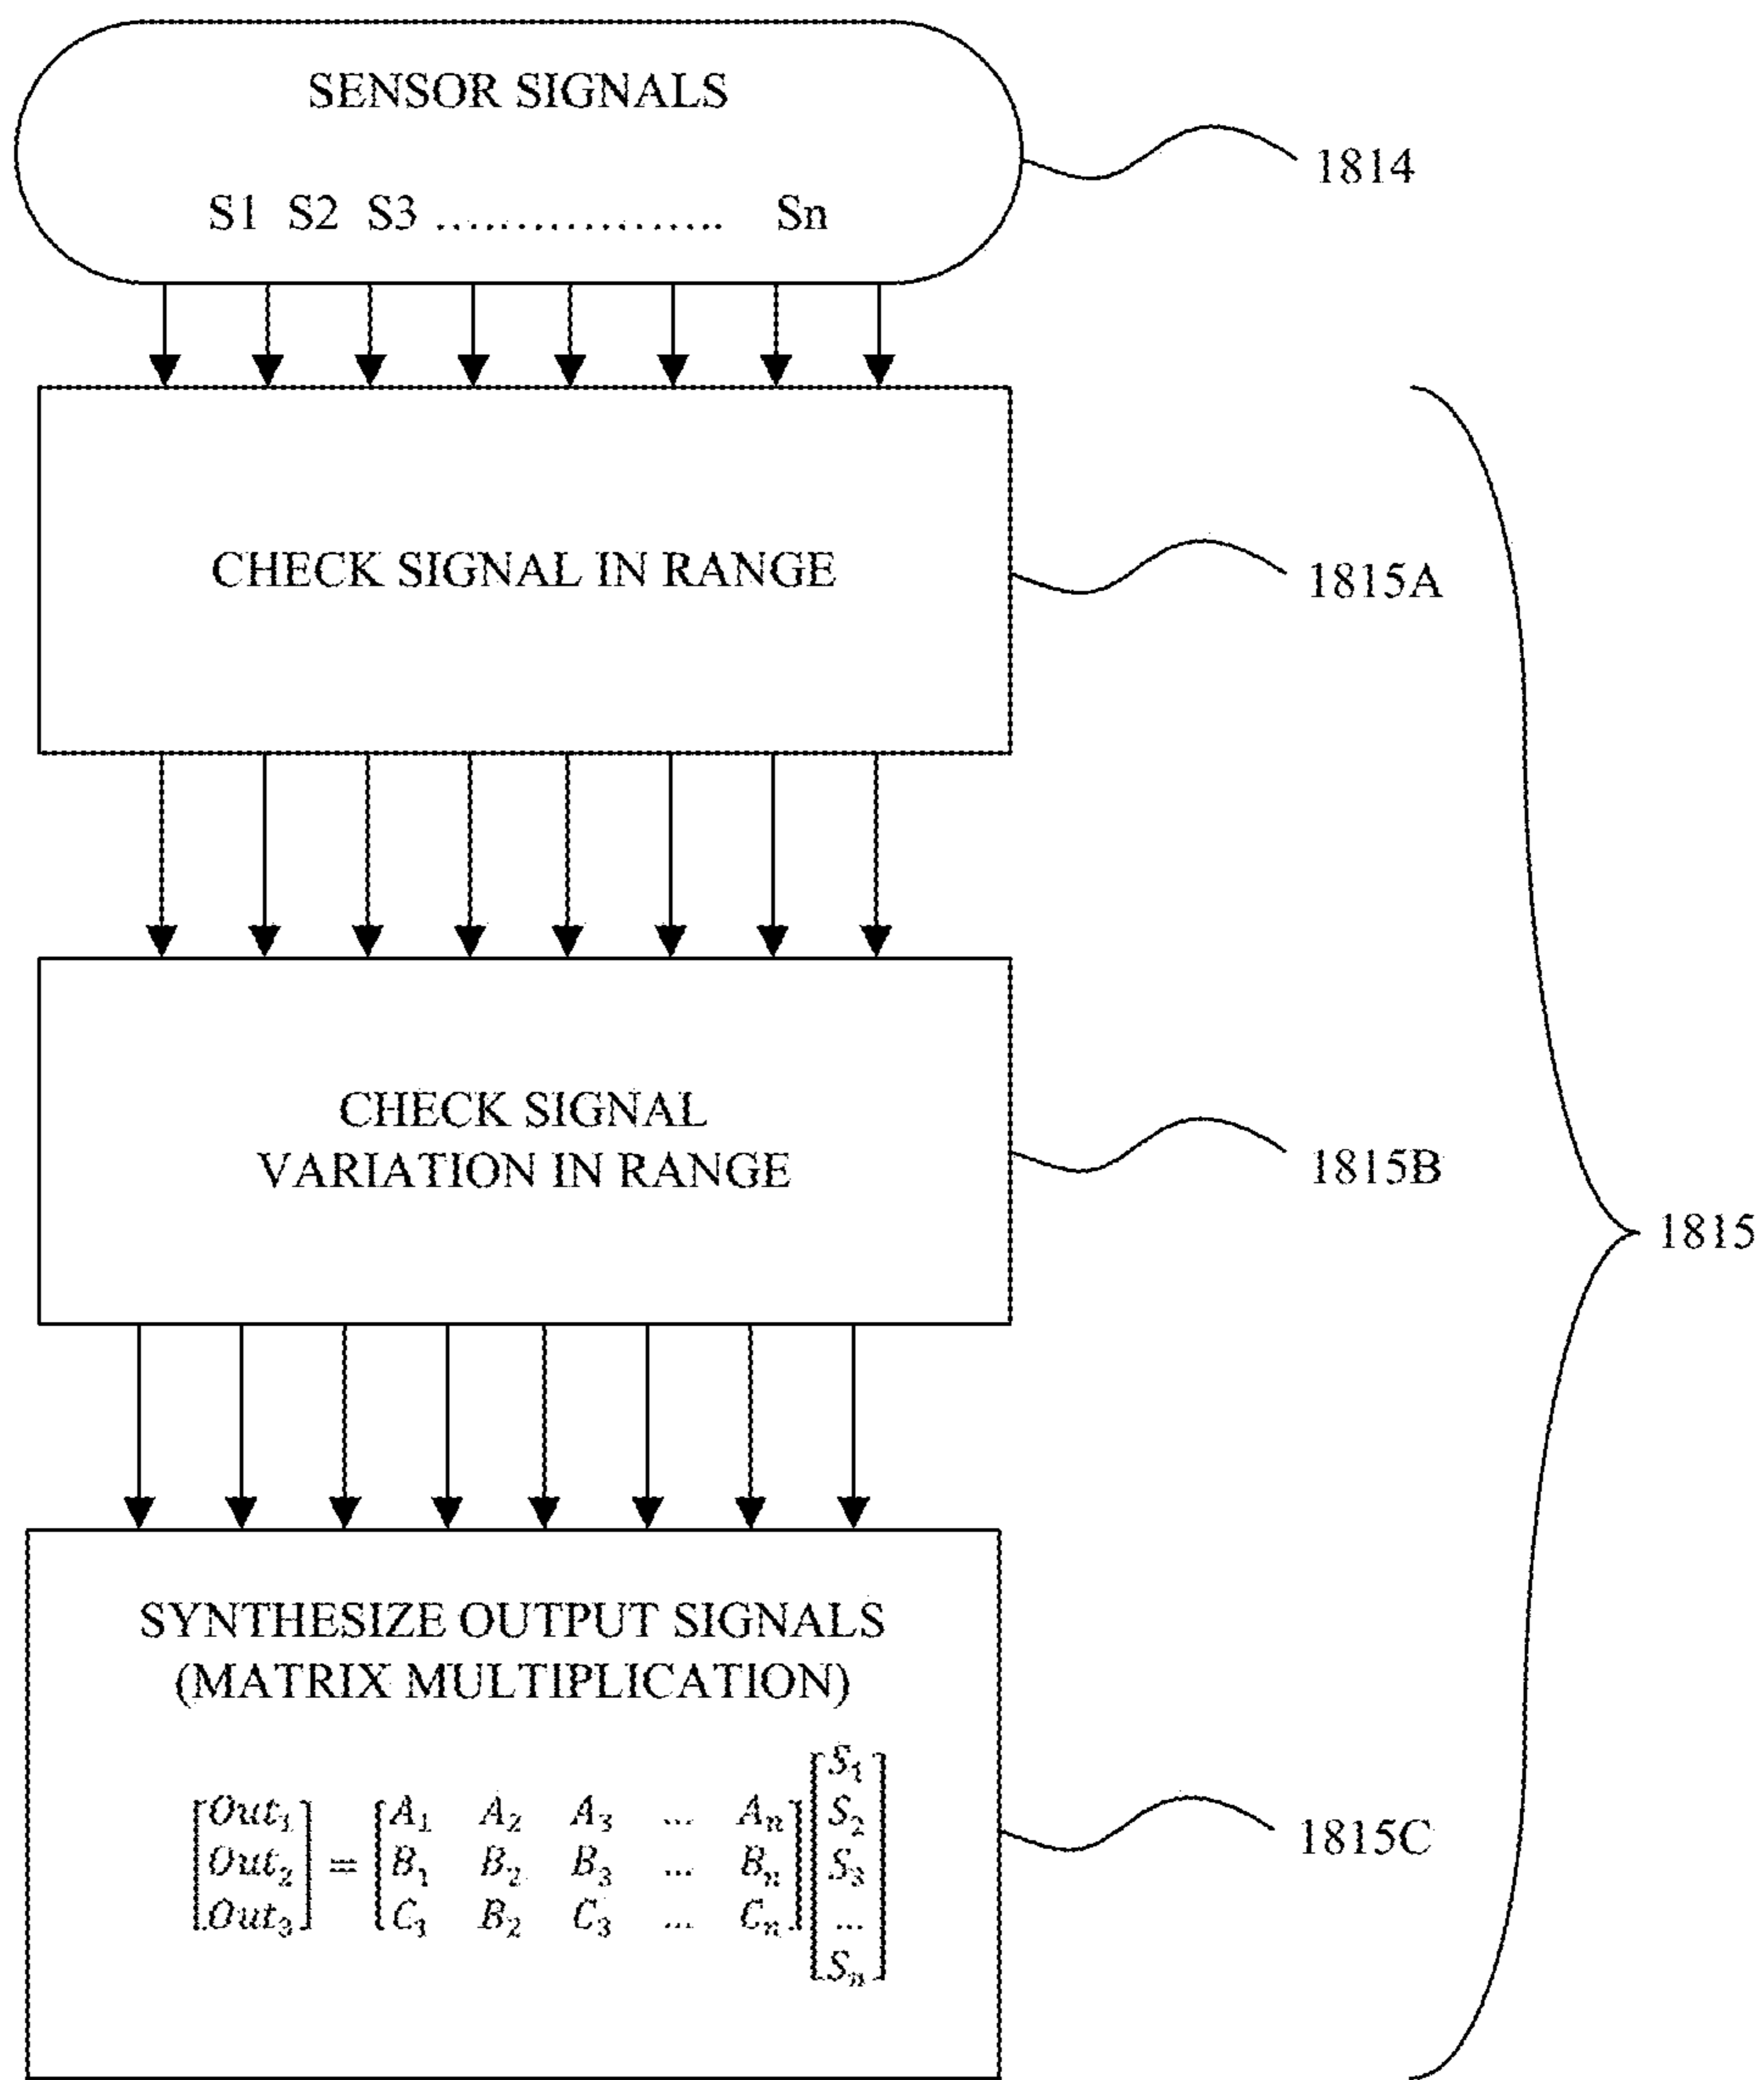 SENSOR SIGNALS
S1 S2 S3 .................. Sn
1814
CHECK SIGNAL IN RANGE
1815A
CHECK SIGNAL
VARIATION IN RANGE
1815B
1815
SYNTHESIZE OUTPUT SIGNALS
(MATRIX MULTIPLICATION)
S₁
Out₁ A₁ A₂ A₃ ... Aₙ S₂
Out₂ = B₁ B₂ B₃ ... Bₙ S₃
Out₃ C₁ B₂ C₃ ... Cₙ ...
Sₙ
1815C